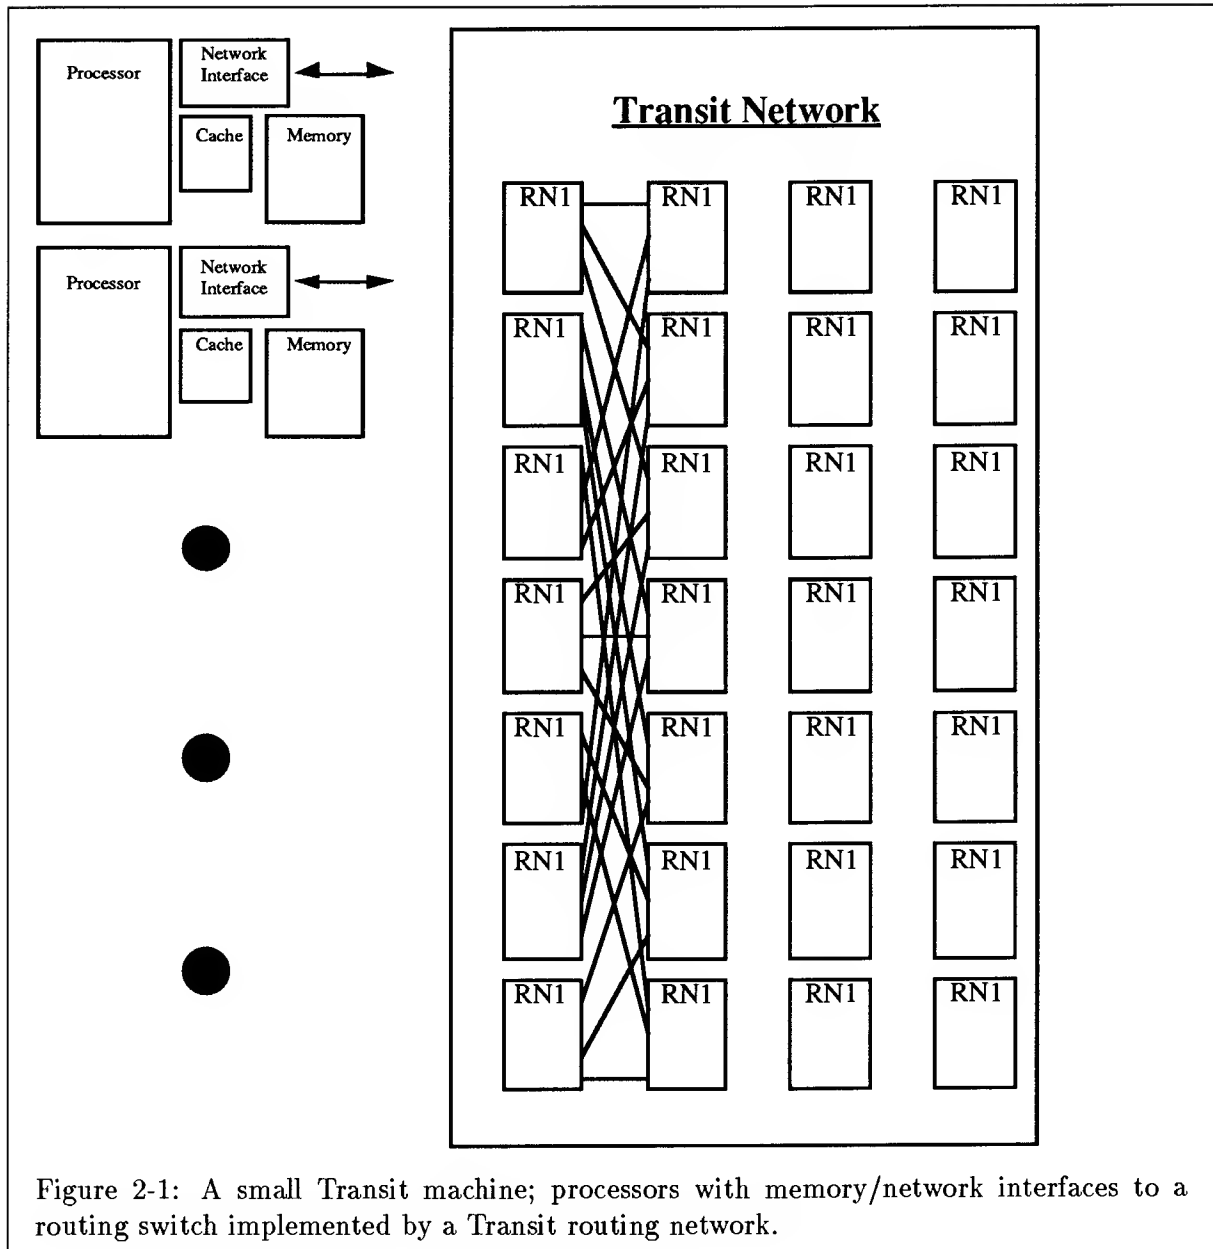 Processor
Network
Interface
Cache
Memory
Processor
Network
Interface
Cache
Memory
Transit Network
RN1 RN1 RN1 RN1
RN1 RN1 RN1 RN1
RN1 RN1 RN1 RN1
RN1 RN1 RN1 RN1
RN1 RN1 RN1 RN1
RN1 RN1 RN1 RN1
RN1 RN1 RN1 RN1
Figure 2-1: A small Transit machine; processors with memory/network interfaces to a
routing switch implemented by a Transit routing network.